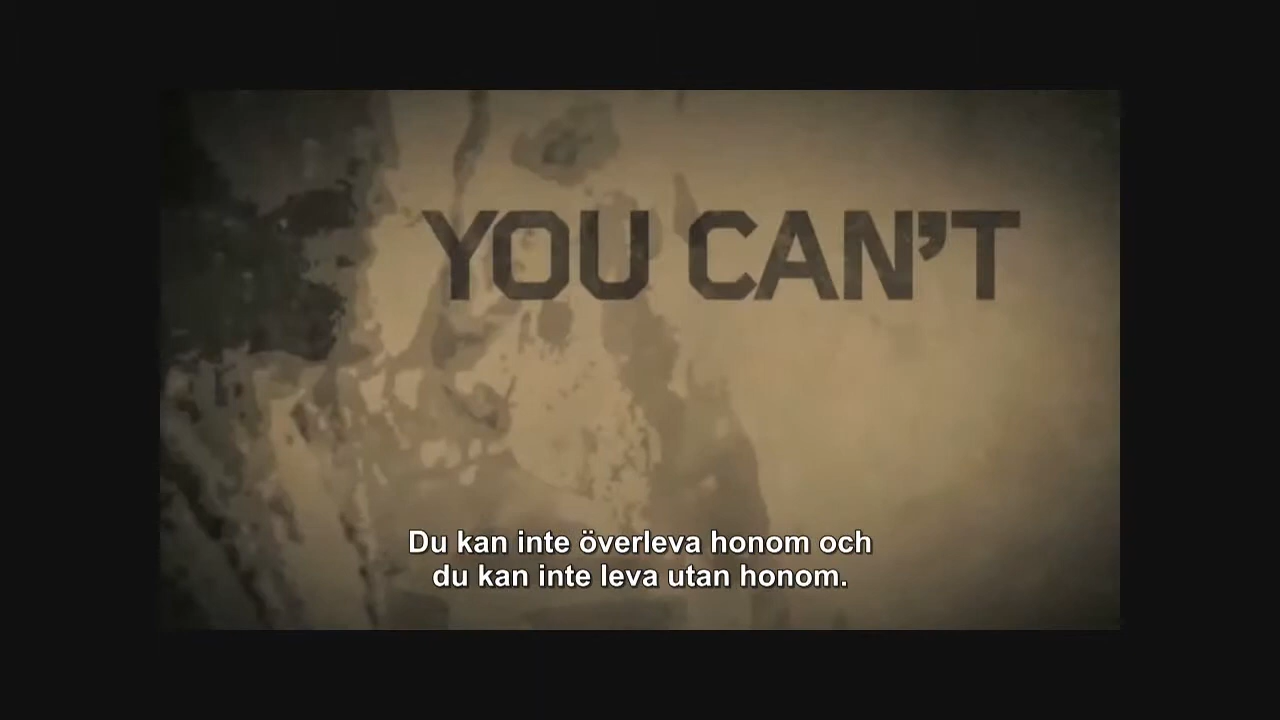 YOU CAN'T
Du kan inte överleva honom och
du kan inte leva utan honom.